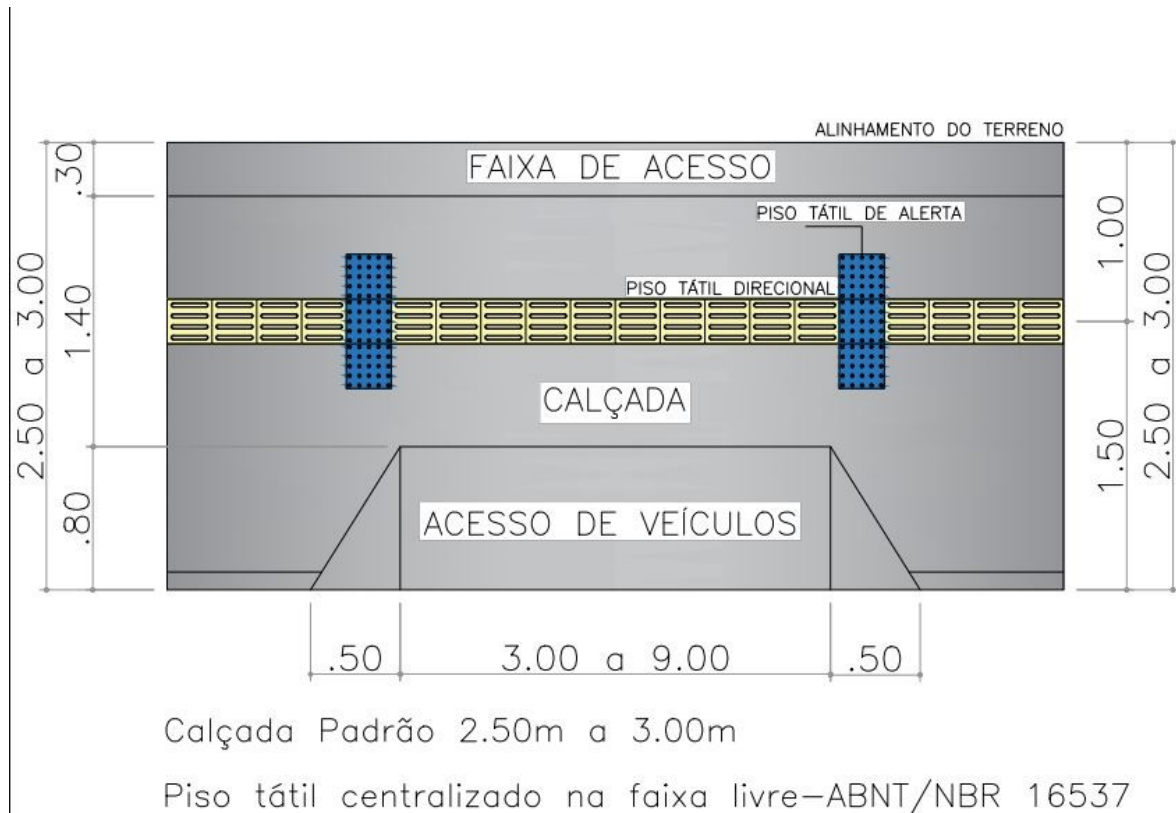 ALINHAMENTO DO TERRENO
.30
FAIXA DE ACESSO
PISO TÁTIL DE ALERTA
1.00
2.50 a 3.00
1.40
PISO TÁTIL DIRECIONAL
2.50 a 3.00
CALÇADA
1.50
.80
ACESSO DE VEÍCULOS
.50
3.00 a 9.00
.50
Calçada Padrão 2.50m a 3.00m
Piso tátil centralizado na faixa livre-ABNT/NBR 16537